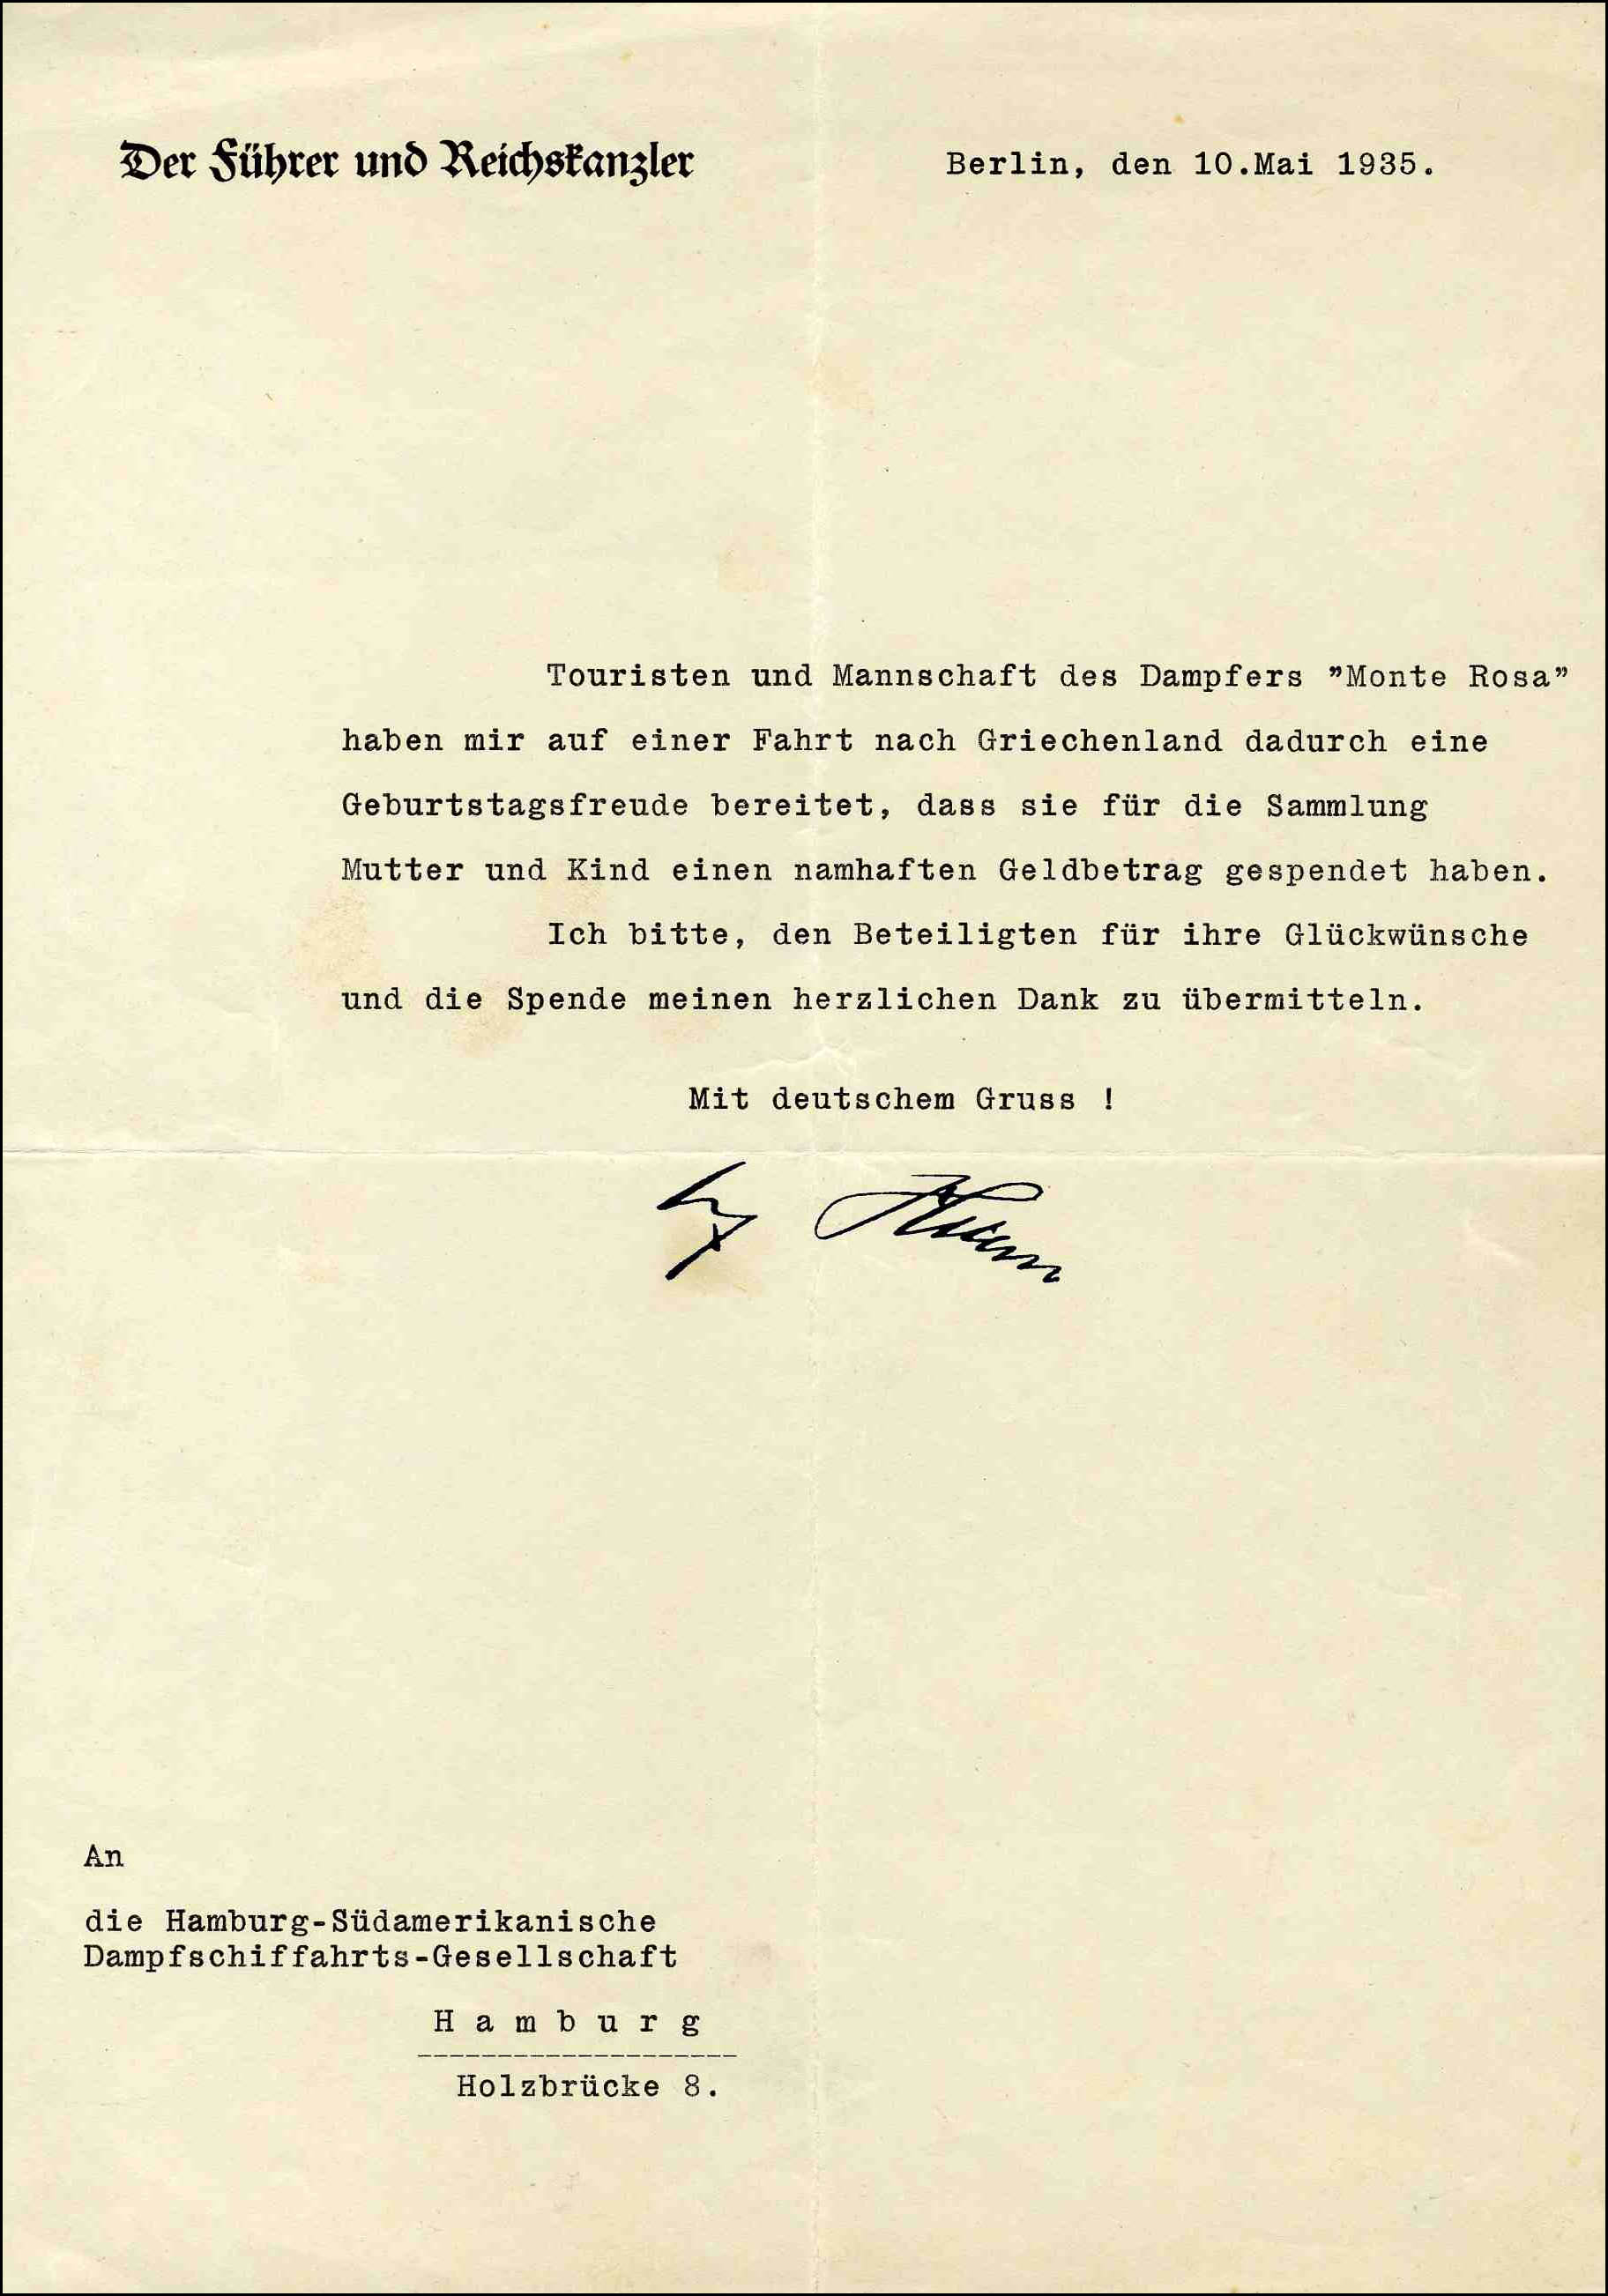 Der Führer und Reichskanzler
Berlin, den 10.Mai 1935.
Touristen und Mannschaft des Dampfers "Monte Rosa"
haben mir auf einer Fahrt nach Griechenland dadurch eine
Geburtstagsfreude bereitet, dass sie für die Sammlung
Mutter und Kind einen namhaften Geldbetrag gespendet haben.
Ich bitte, den Beteiligten für ihre Glückwünsche
und die Spende meinen herzlichen Dank zu übermitteln.
Mit deutschem Gruss !
An
die Hamburg-Südamerikanische
Dampfschiffahrts-Gesellschaft
H a m b u r g
--------------------
Holzbrücke 8.